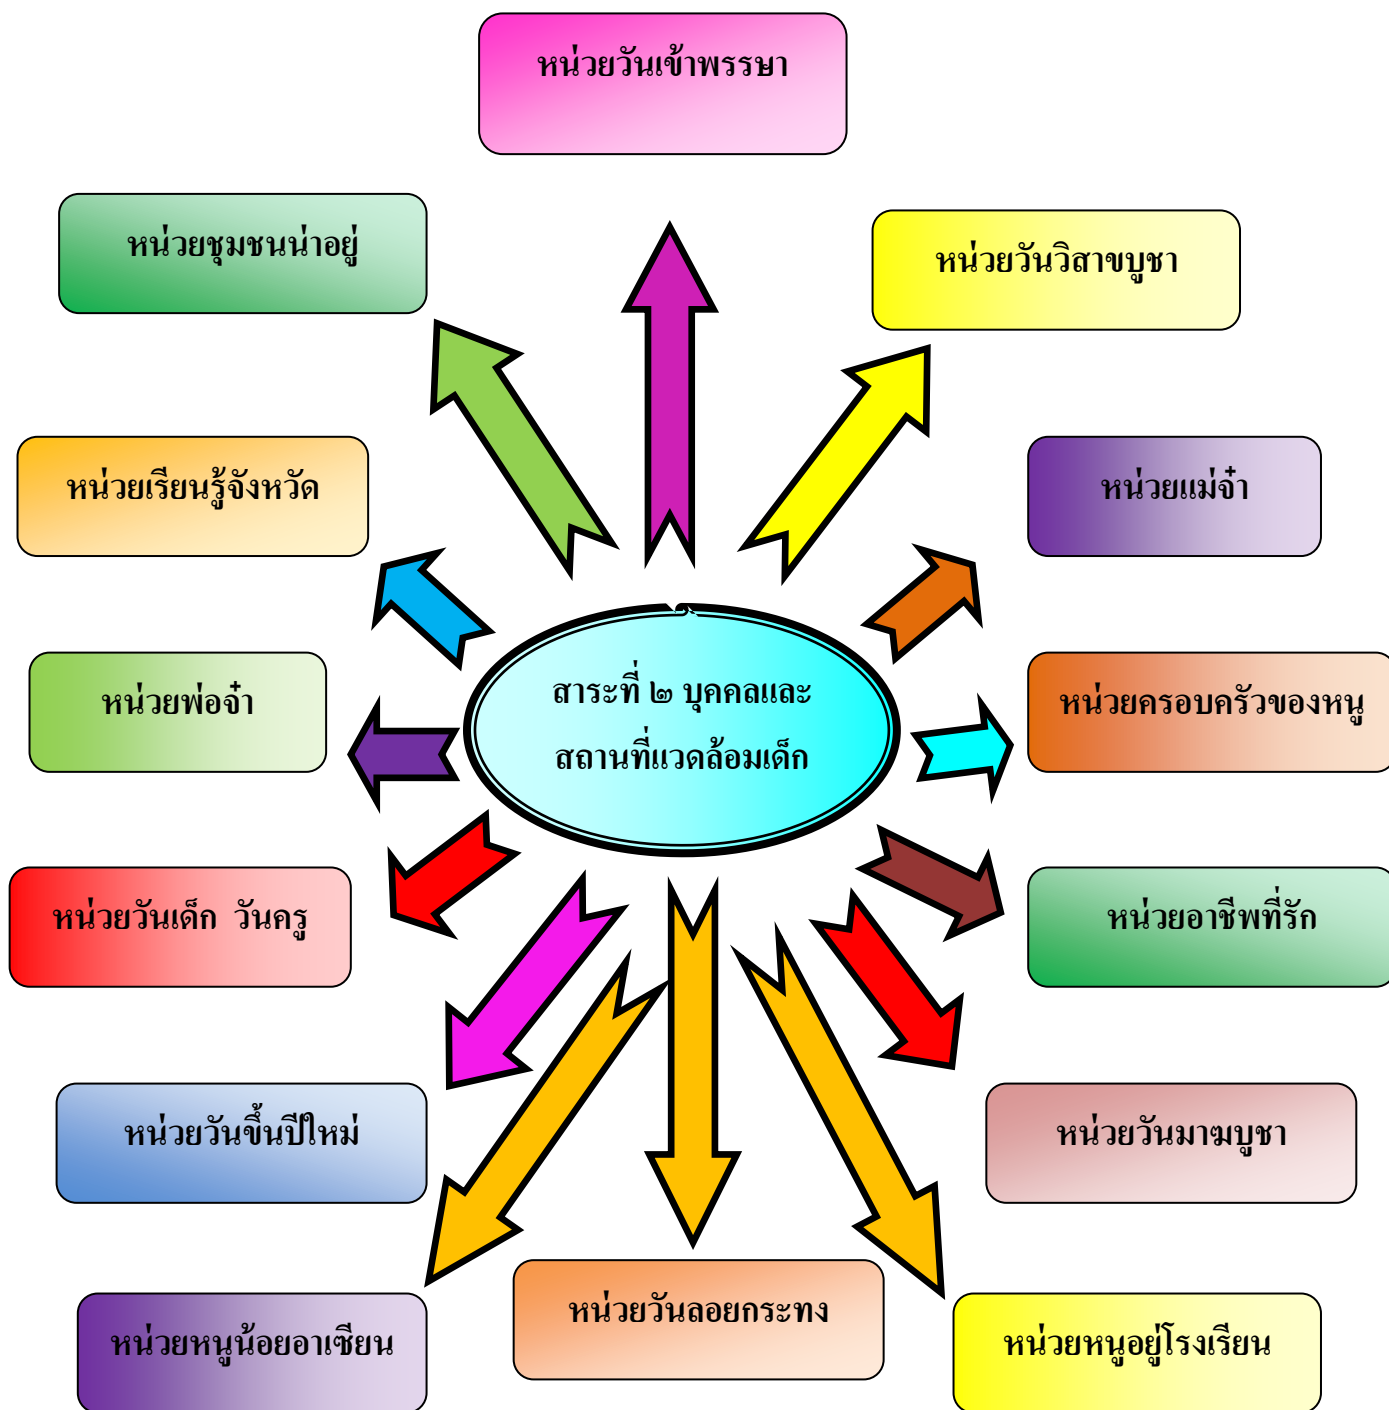 หน่วยวันเข้าพรรษา
หน่วยชุมชนน่าอยู่
หน่วยวันวิสาขบูชา
หน่วยเรียนรู้จังหวัด
หน่วยแม่จ๋า
สาระที่ ๒ บุคคลและ
สถานที่แวดล้อมเด็ก
หน่วยพ่อจ๋า
หน่วยครอบครัวของหนู
หน่วยวันเด็ก วันครู
หน่วยอาชีพที่รัก
หน่วยวันขึ้นปีใหม่
หน่วยวันมาฆบูชา
หน่วยหนูน้อยอาเซียน
หน่วยวันลอยกระทง
หน่วยหนูอยู่โรงเรียน